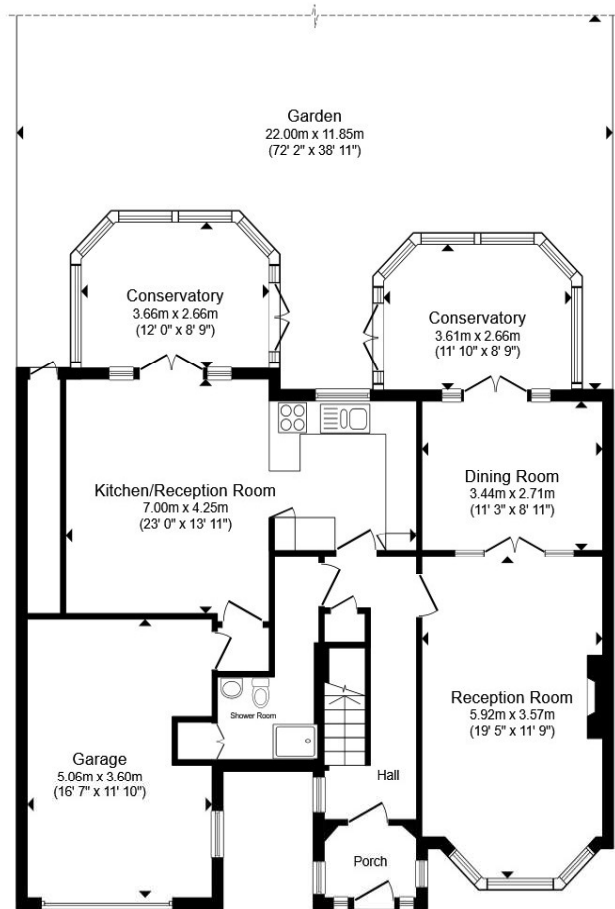 Garden
22.00m x 11.85m
(72' 2" x 38' 11")
Conservatory
3.66m x 2.66m
(12' 0" x 8' 9")
Conservatory
3.61m x 2.66m
(11' 10" x 8' 9")
Kitchen/Reception Room
7.00m x 4.25m
(23' 0" x 13' 11")
Dining Room
3.44m x 2.71m
(11' 3" x 8' 11")
Reception Room
5.92m x 3.57m
(19' 5" x 11' 9")
Shower Room
Garage
5.06m x 3.60m
(16' 7" x 11' 10")
Hall
Porch